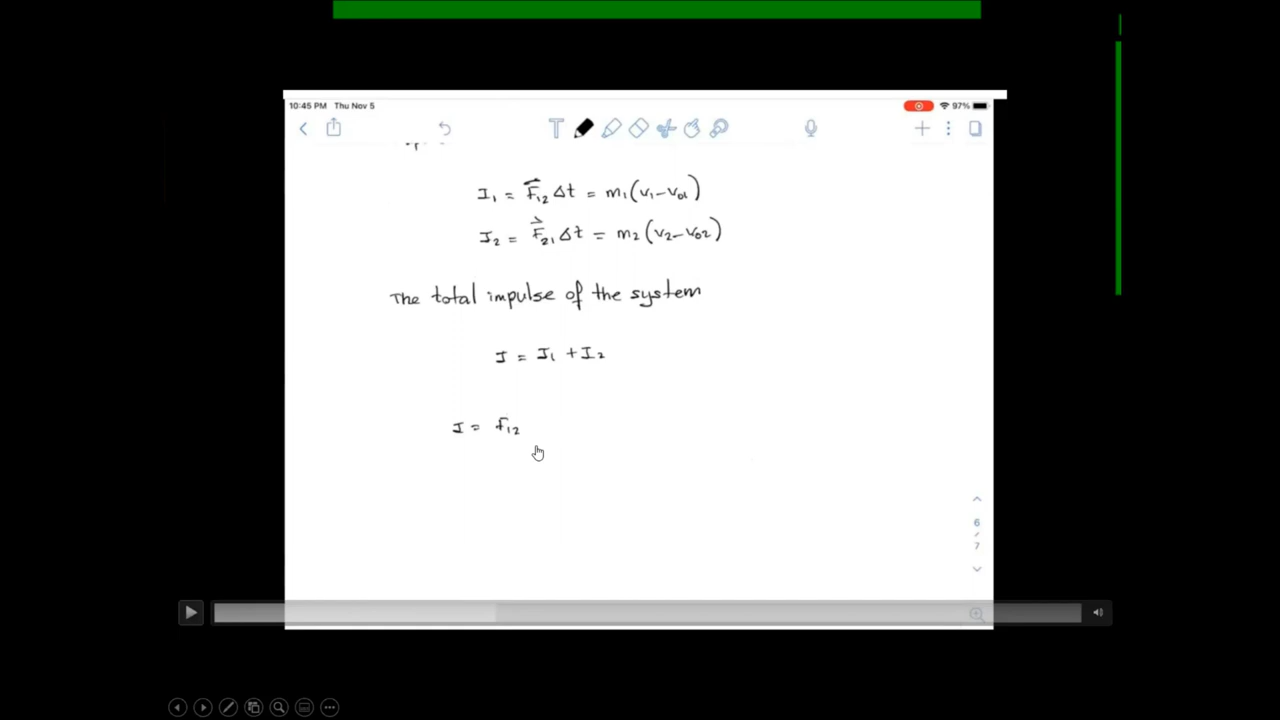 10:45 PM Thu Nov 5
97%
I₁ = F⃗₁₂ Δt = m₁(v₁-v₀₁)
I₂ = F⃗₂₁ Δt = m₂(v₂-v₀₂)
The total impulse of the system
I = I₁ + I₂
I = F₁₂
6
/
7